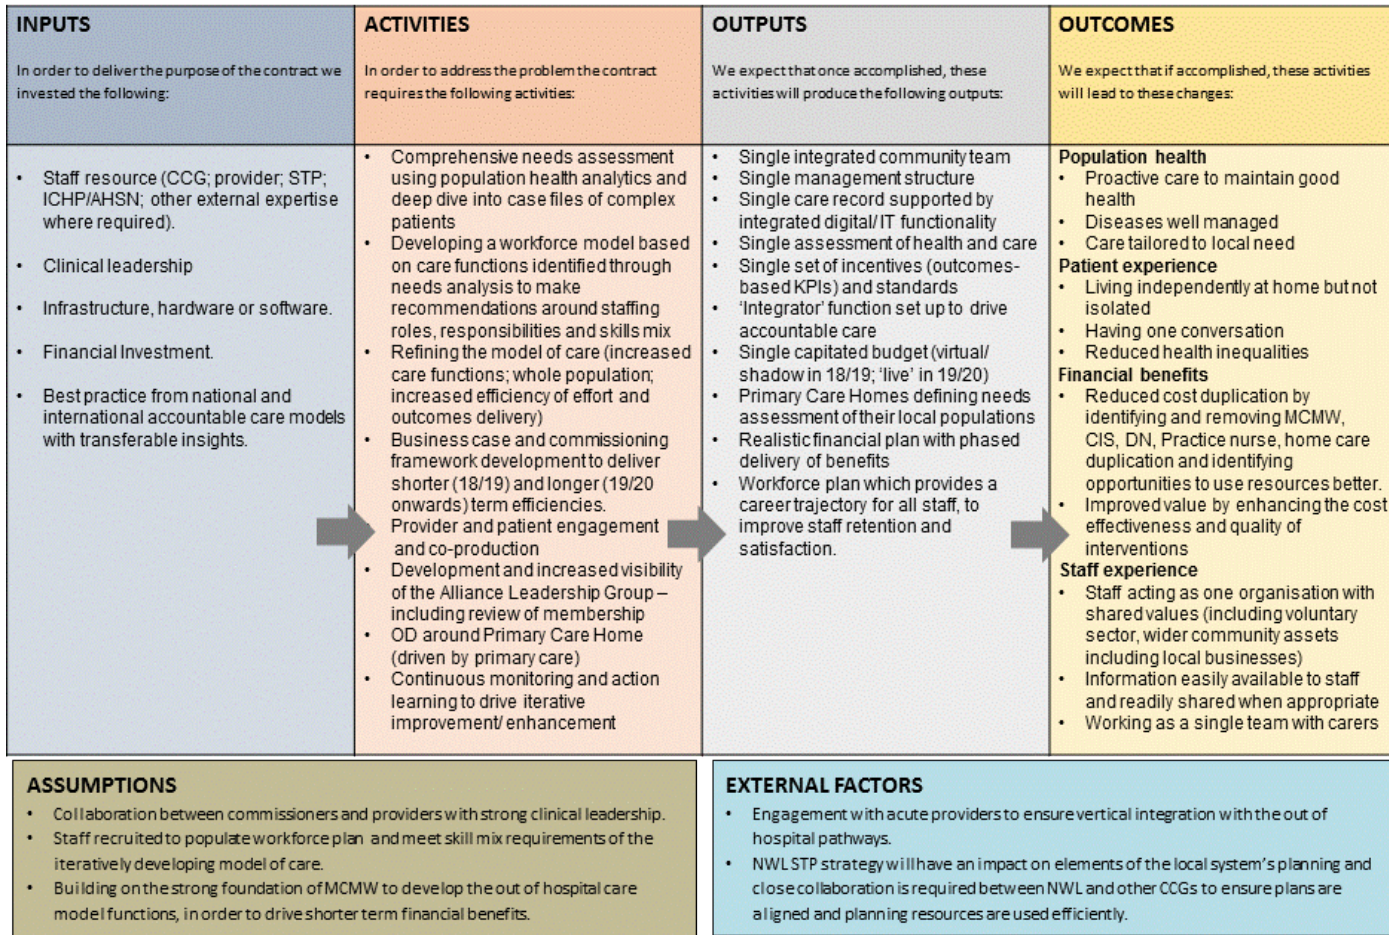 INPUTS
In order to deliver the purpose of the contract we
invested the following:
• Staff resource (CCG; provider; STP;
ICHP/AHSN; other external expertise
where required).
• Clinical leadership
• Infrastructure, hardware or software.
• Financial Investment.
• Best practice from national and
international accountable care models
with transferable insights.
ACTIVITIES
In order to address the problem the contract
requires the following activities:
• Comprehensive needs assessment
using population health analytics and
deep dive into case files of complex
patients
• Developing a workforce model based
on care functions identified through
needs analysis to make
recommendations around staffing
roles, responsibilities and skills mix
• Refining the model of care (increased
care functions; whole population;
increased efficiency of effort and
outcomes delivery)
• Business case and commissioning
framework development to deliver
shorter (18/19) and longer (19/20
onwards) term efficiencies.
• Provider and patient engagement
and co-production
• Development and increased visibility
of the Alliance Leadership Group –
including review of membership
• OD around Primary Care Home
(driven by primary care)
• Continuous monitoring and action
learning to drive iterative
improvement/ enhancement
OUTPUTS
We expect that once accomplished, these
activities will produce the following outputs:
• Single integrated community team
• Single management structure
• Single care record supported by
integrated digital/ IT functionality
• Single assessment of health and care
• Single set of incentives (outcomes-
based KPIs) and standards
• ‘Integrator’ function set up to drive
accountable care
• Single capitated budget (virtual/
shadow in 18/19; ‘live’ in 19/20)
• Primary Care Homes defining needs
assessment of their local populations
• Realistic financial plan with phased
delivery of benefits
• Workforce plan which provides a
career trajectory for all staff, to
improve staff retention and
satisfaction.
OUTCOMES
We expect that if accomplished, these activities
will lead to these changes:
Population health
• Proactive care to maintain good
health
• Diseases well managed
• Care tailored to local need
Patient experience
• Living independently at home but not
isolated
• Having one conversation
• Reduced health inequalities
Financial benefits
• Reduced cost duplication by
identifying and removing MCMW,
CIS, DN, Practice nurse, home care
duplication and identifying
opportunities to use resources better.
• Improved value by enhancing the cost
effectiveness and quality of
interventions
Staff experience
• Staff acting as one organisation with
shared values (including voluntary
sector, wider community assets
including local businesses)
• Information easily available to staff
and readily shared when appropriate
• Working as a single team with carers
ASSUMPTIONS
• Collaboration between commissioners and providers with strong clinical leadership.
• Staff recruited to populate workforce plan and meet skill mix requirements of the
iteratively developing model of care.
• Building on the strong foundation of MCMW to develop the out of hospital care
model functions, in order to drive shorter term financial benefits.
EXTERNAL FACTORS
• Engagement with acute providers to ensure vertical integration with the out of
hospital pathways.
• NWL STP strategy will have an impact on elements of the local system’s planning and
close collaboration is required between NWL and other CCGs to ensure plans are
aligned and planning resources are used efficiently.